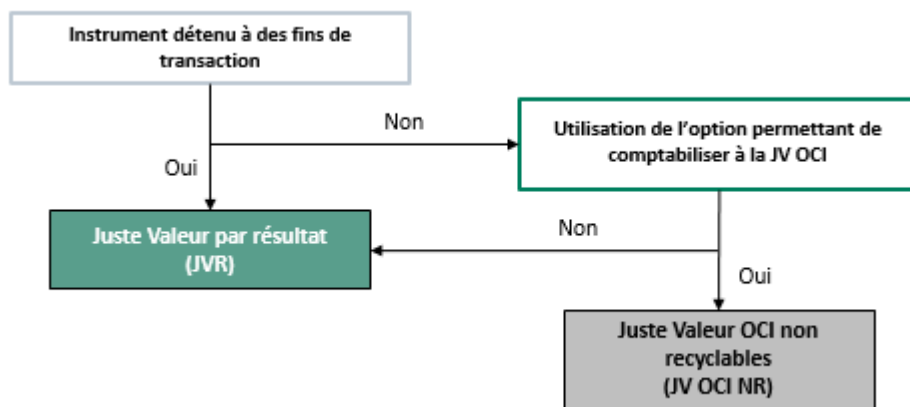 Instrument détenu à des fins de
transaction
Non
Utilisation de l’option permettant de
comptabiliser à la JV OCI
Oui
Juste Valeur par résultat
(JVR)
Non
Oui
Juste Valeur OCI non
recyclables
(JV OCI NR)